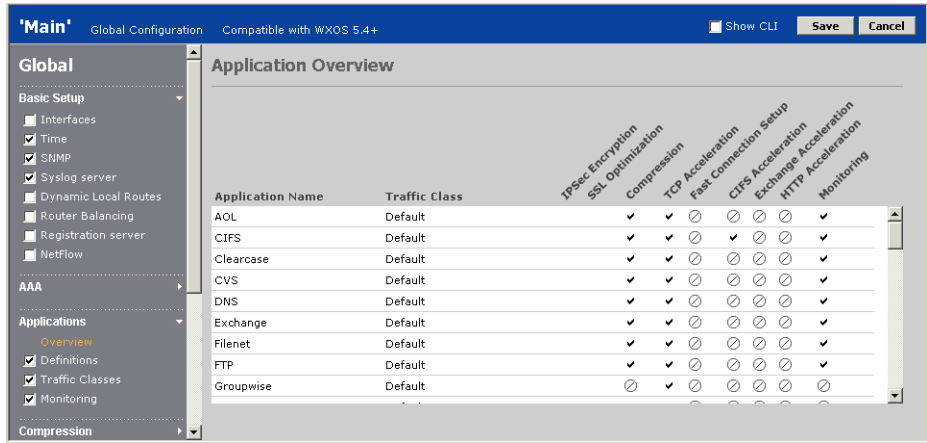 'Main' Global Configuration Compatible with WXOS 5.4+ Show CLI Save Cancel
Global
Basic Setup
Interfaces
Time
SNMP
Syslog server
Dynamic Local Routes
Router Balancing
Registration server
NetFlow
AAA
Applications
Overview
Definitions
Traffic Classes
Monitoring
Compression
Application Overview
Application Name Traffic Class IPSec Encryption SSL Optimization Compression TCP Acceleration Fast Connection Setup CIFS Acceleration Exchange Acceleration HTTP Acceleration Monitoring
AOL Default
CIFS Default
Clearcase Default
CVS Default
DNS Default
Exchange Default
Filenet Default
FTP Default
Groupwise Default